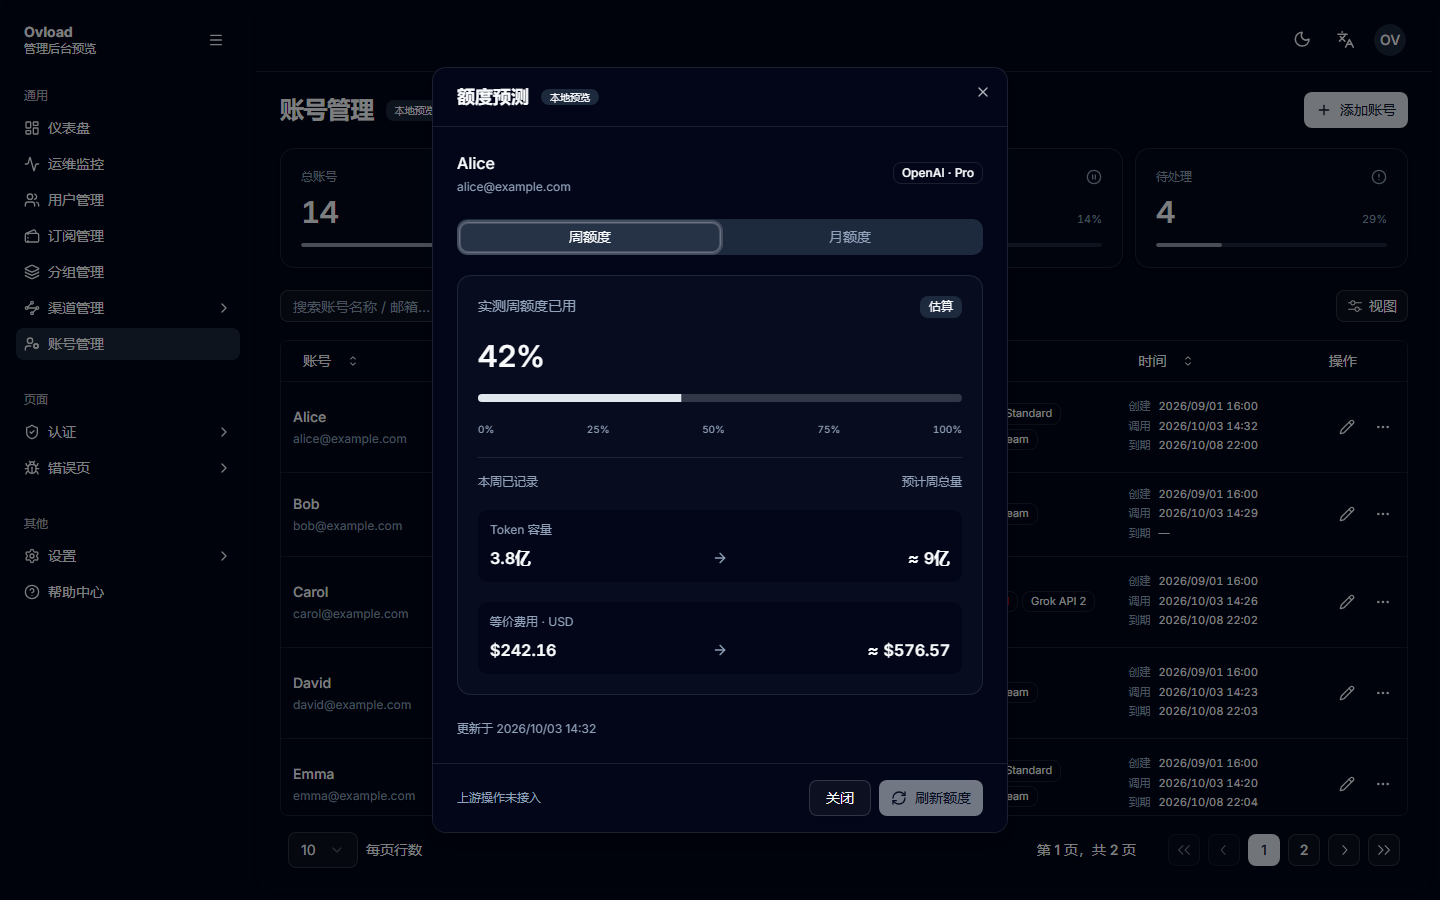 Ovload
管理后台预览
OV
通用
仪表盘
运维监控
用户管理
订阅管理
分组管理
渠道管理
账号管理
页面
认证
错误页
其他
设置
帮助中心
账号管理
本地预览
添加账号
总账号
14
14%
待处理
4
29%
搜索账号名称 / 邮箱...
视图
账号
时间
操作
Alice
alice@example.com
Standard
创建 2026/09/01 16:00
调用 2026/10/03 14:32
到期 2026/10/08 22:00
Bob
bob@example.com
创建 2026/09/01 16:00
调用 2026/10/03 14:29
到期 —
Carol
carol@example.com
Grok API 2
创建 2026/09/01 16:00
调用 2026/10/03 14:26
到期 2026/10/08 22:02
David
david@example.com
创建 2026/09/01 16:00
调用 2026/10/03 14:23
到期 2026/10/08 22:03
Emma
emma@example.com
Standard
创建 2026/09/01 16:00
调用 2026/10/03 14:20
到期 2026/10/08 22:04
10
每页行数
第 1 页，共 2 页
1
2
额度预测
本地预览
Alice
alice@example.com
OpenAI · Pro
周额度
月额度
实测周额度已用
估算
42%
0% 25% 50% 75% 100%
本周已记录
预计周总量
Token 容量
3.8亿 → ≈ 9亿
等价费用 · USD
$242.16 → ≈ $576.57
更新于 2026/10/03 14:32
上游操作未接入
关闭
刷新额度